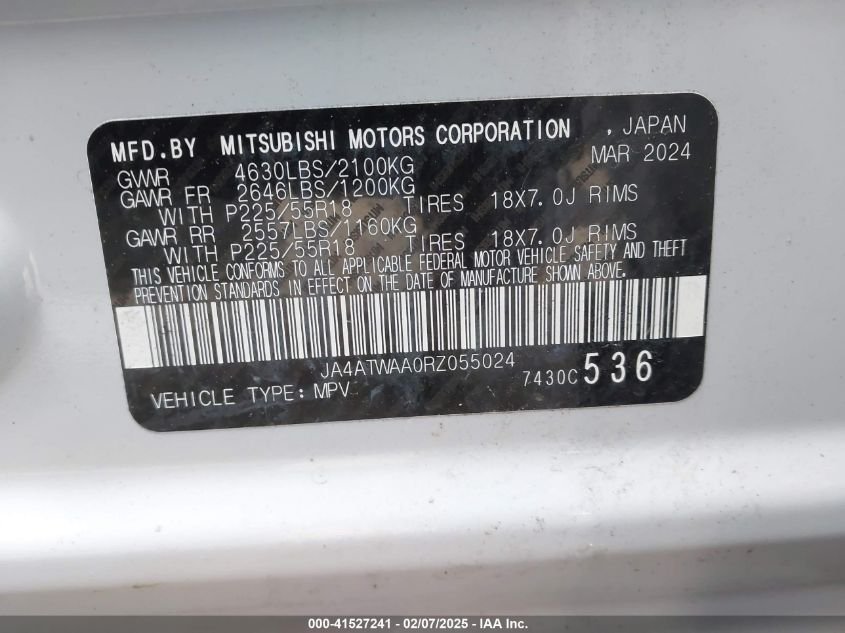 MFD.BY MITSUBISHI MOTORS CORPORATION , JAPAN
MAR 2024
GVWR 4630LBS/2100KG
GAWR FR 2646LBS/1200KG
WITH P225/55R18 TIRES 18X7.0J RIMS
GAWR RR 2557LBS/1160KG
WITH P225/55R18 TIRES 18X7.0J RIMS
THIS VEHICLE CONFORMS TO ALL APPLICABLE FEDERAL MOTOR VEHICLE SAFETY AND THEFT
PREVENTION STANDARDS IN EFFECT ON THE DATE OF MANUFACTURE SHOWN ABOVE.
JA4ATWAA0RZ055024
7430C 536
VEHICLE TYPE: MPV
000-41527241 - 02/07/2025 - IAA Inc.